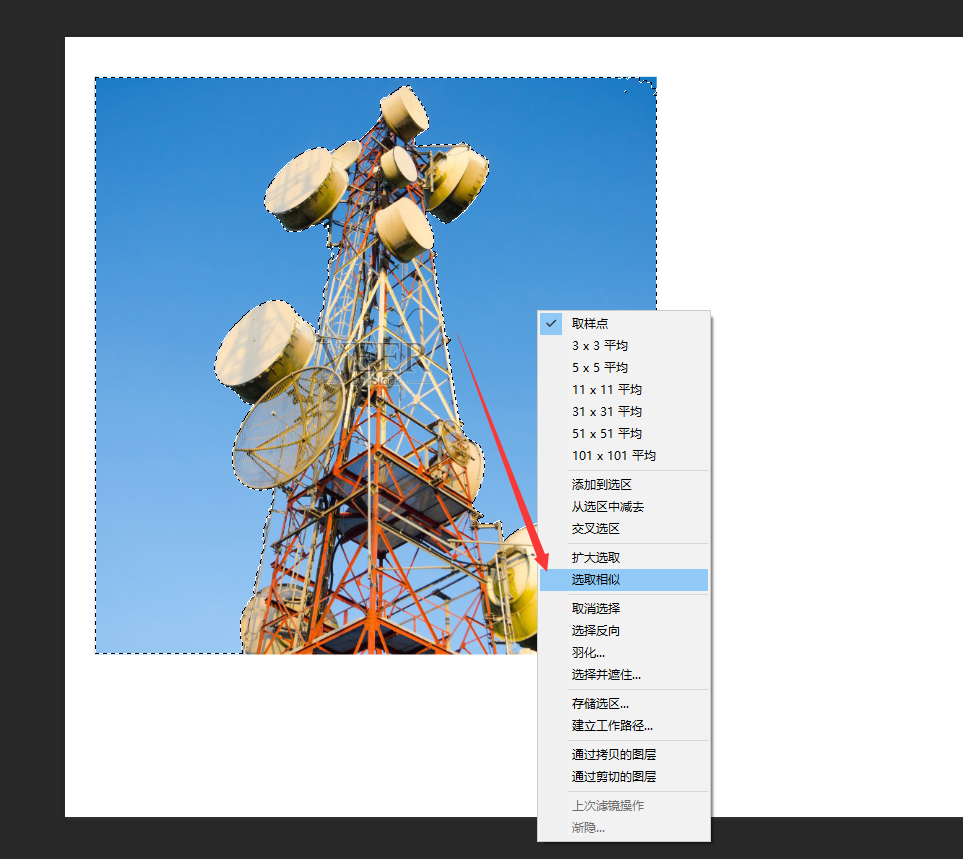 取样点
3 x 3 平均
5 x 5 平均
11 x 11 平均
31 x 31 平均
51 x 51 平均
101 x 101 平均
添加到选区
从选区中减去
交叉选区
扩大选取
选取相似
取消选择
选择反向
羽化...
选择并遮住...
存储选区...
建立工作路径...
通过拷贝的图层
通过剪切的图层
上次滤镜操作
渐隐...